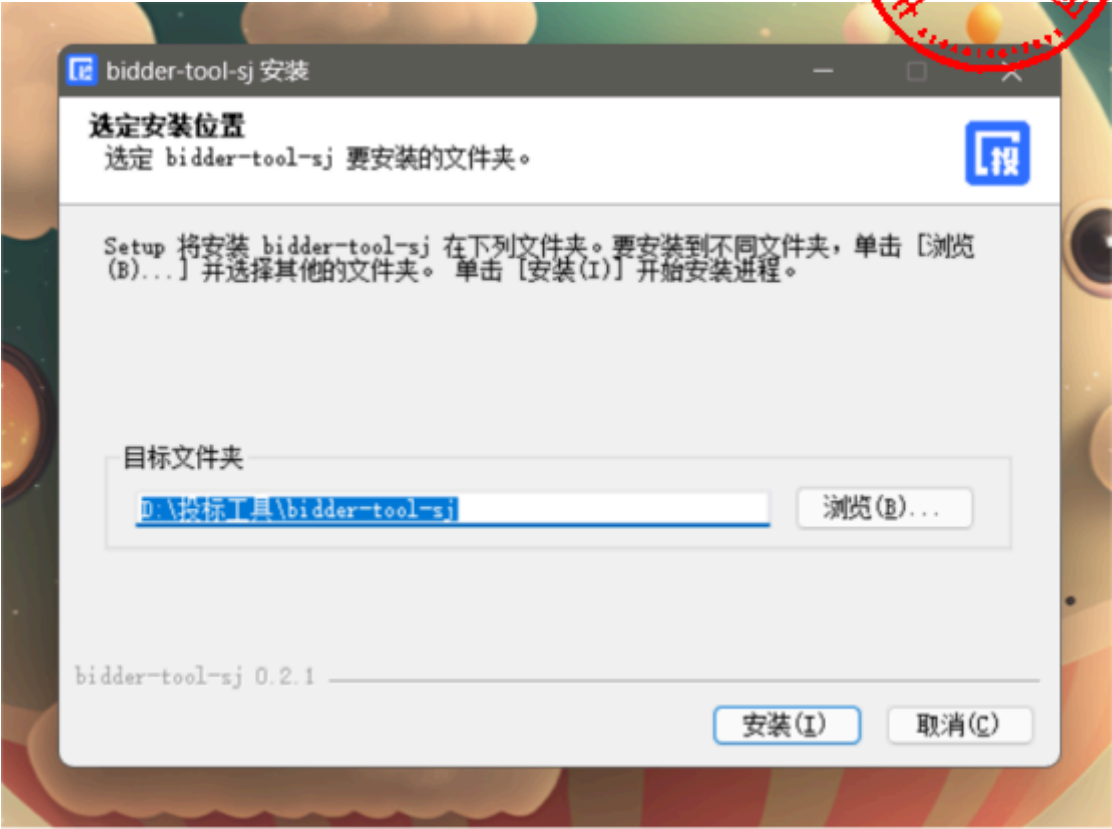 bidder-tool-sj 安装
选定安装位置
选定 bidder-tool-sj 要安装的文件夹。
投
Setup 将安装 bidder-tool-sj 在下列文件夹。要安装到不同文件夹，单击 [浏览
(B)...] 并选择其他的文件夹。 单击 [安装(I)] 开始安装进程。
目标文件夹
D:\投标工具\bidder-tool-sj
浏览(B)...
bidder-tool-sj 0.2.1
安装(I)
取消(C)